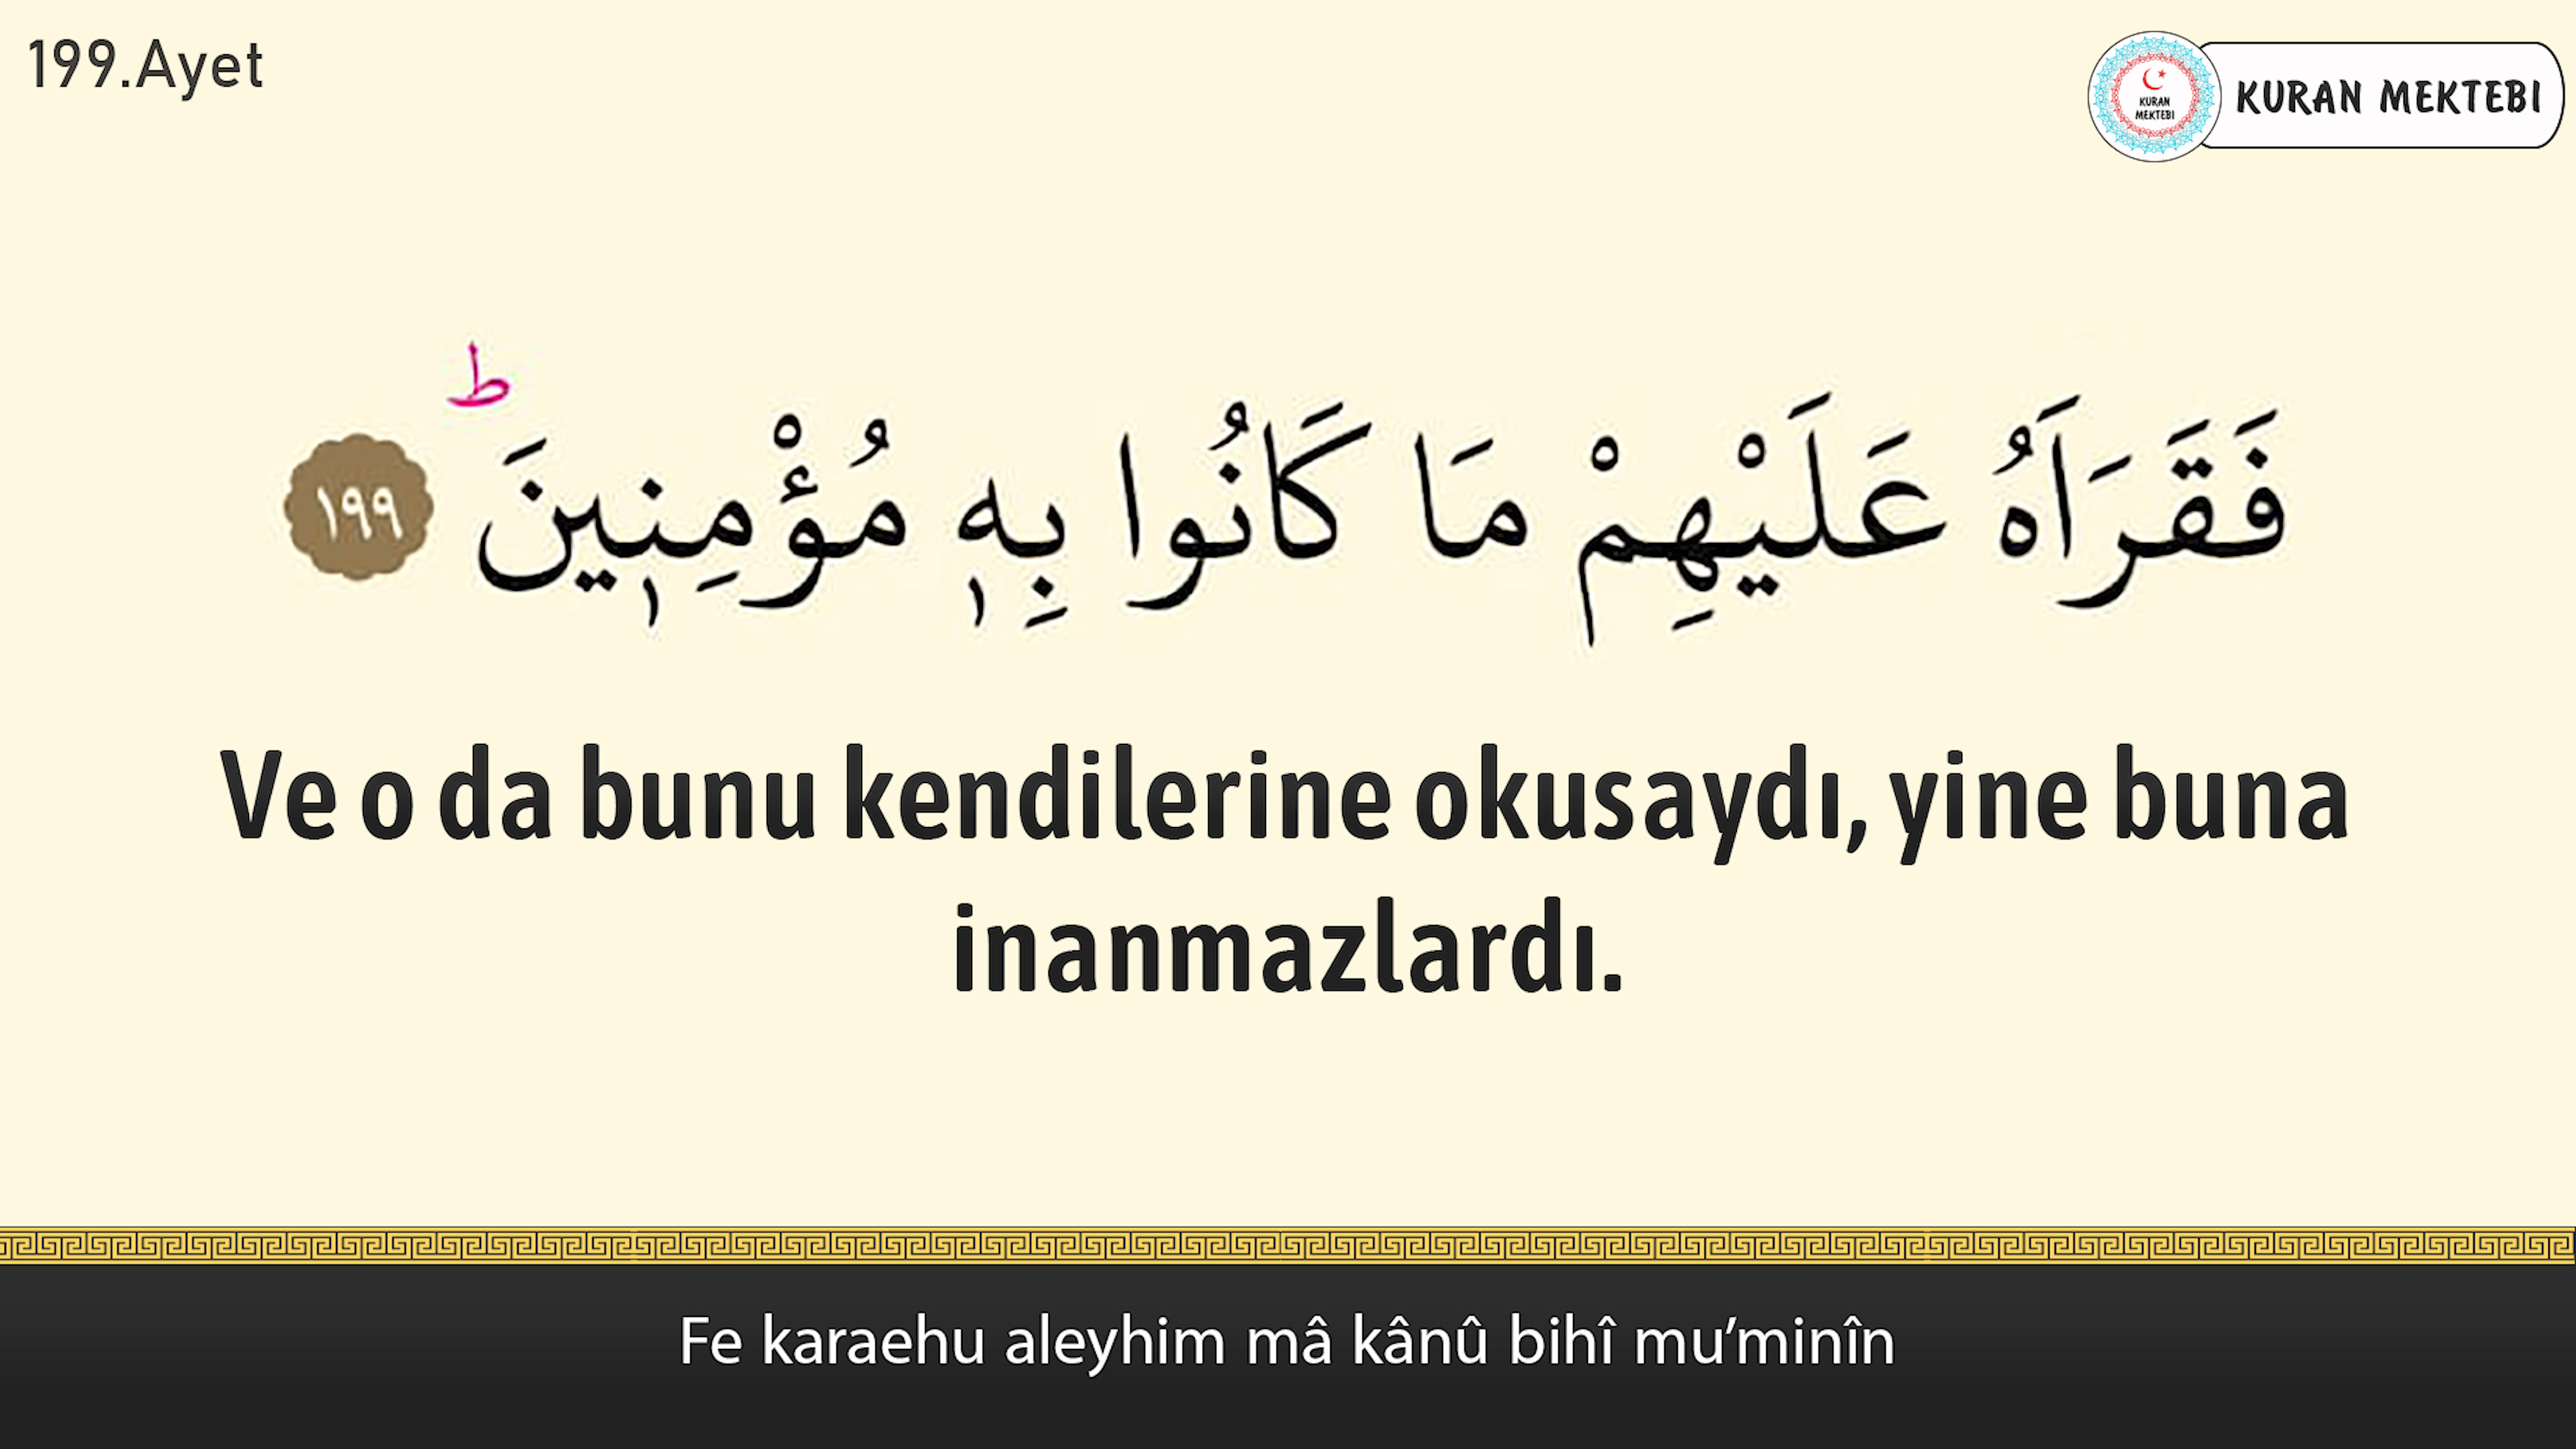 199.Ayet
KURAN
MEKTEBI
KURAN MEKTEBI
فَقَرَاَهُ عَلَيْهِمْ مَا كَانُوا بِهٖ مُؤْمِنٖينَۜ ١٩٩
Ve o da bunu kendilerine okusaydı, yine buna
inanmazlardı.
Fe karaehu aleyhim mâ kânû bihî mu’minîn